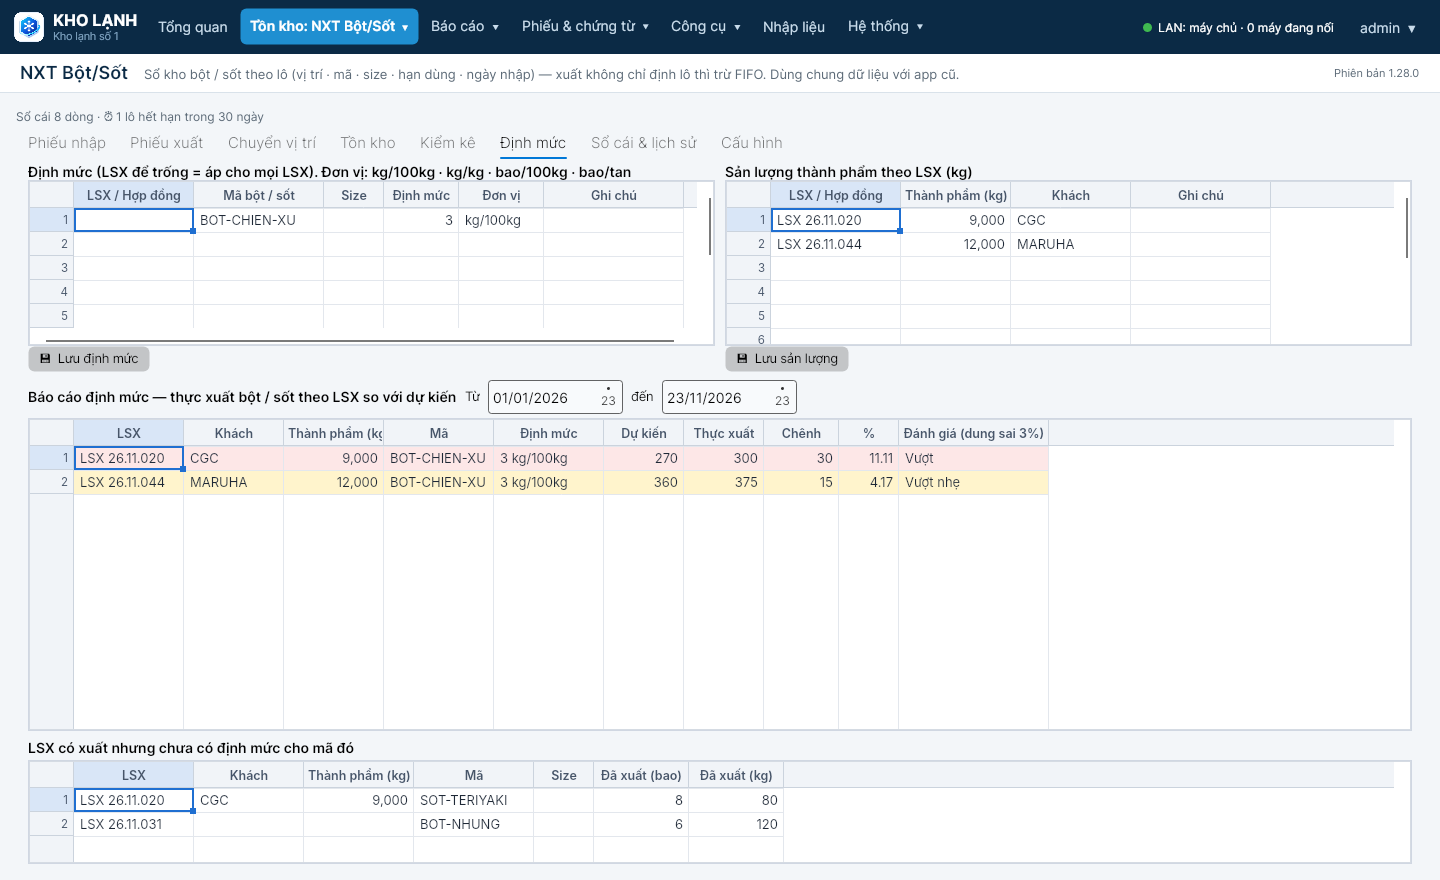 KHO LẠNH
Kho lạnh số 1
Tổng quan
Tồn kho: NXT Bột/Sốt ▾
Báo cáo ▾
Phiếu & chứng từ ▾
Công cụ ▾
Nhập liệu
Hệ thống ▾
LAN: máy chủ · 0 máy đang nối
admin ▾
NXT Bột/Sốt
Sổ kho bột / sốt theo lô (vị trí · mã · size · hạn dùng · ngày nhập) — xuất không chỉ định lô thì trừ FIFO. Dùng chung dữ liệu với app cũ.
Phiên bản 1.28.0
Sổ cái 8 dòng · ⏰ 1 lô hết hạn trong 30 ngày
Phiếu nhập
Phiếu xuất
Chuyển vị trí
Tồn kho
Kiểm kê
Định mức
Sổ cái & lịch sử
Cấu hình
Định mức (LSX để trống = áp cho mọi LSX). Đơn vị: kg/100kg · kg/kg · bao/100kg · bao/tan
LSX / Hợp đồng Mã bột / sốt Size Định mức Đơn vị Ghi chú
1 BOT-CHIEN-XU 3 kg/100kg
2
3
4
5
💾 Lưu định mức
Sản lượng thành phẩm theo LSX (kg)
LSX / Hợp đồng Thành phẩm (kg) Khách Ghi chú
1 LSX 26.11.020 9,000 CGC
2 LSX 26.11.044 12,000 MARUHA
3
4
5
6
💾 Lưu sản lượng
Báo cáo định mức — thực xuất bột / sốt theo LSX so với dự kiến Từ 01/01/2026 23 đến 23/11/2026 23
LSX Khách Thành phẩm (kg Mã Định mức Dự kiến Thực xuất Chênh % Đánh giá (dung sai 3%)
1 LSX 26.11.020 CGC 9,000 BOT-CHIEN-XU 3 kg/100kg 270 300 30 11.11 Vượt
2 LSX 26.11.044 MARUHA 12,000 BOT-CHIEN-XU 3 kg/100kg 360 375 15 4.17 Vượt nhẹ
LSX có xuất nhưng chưa có định mức cho mã đó
LSX Khách Thành phẩm (kg) Mã Size Đã xuất (bao) Đã xuất (kg)
1 LSX 26.11.020 CGC 9,000 SOT-TERIYAKI 8 80
2 LSX 26.11.031 BOT-NHUNG 6 120